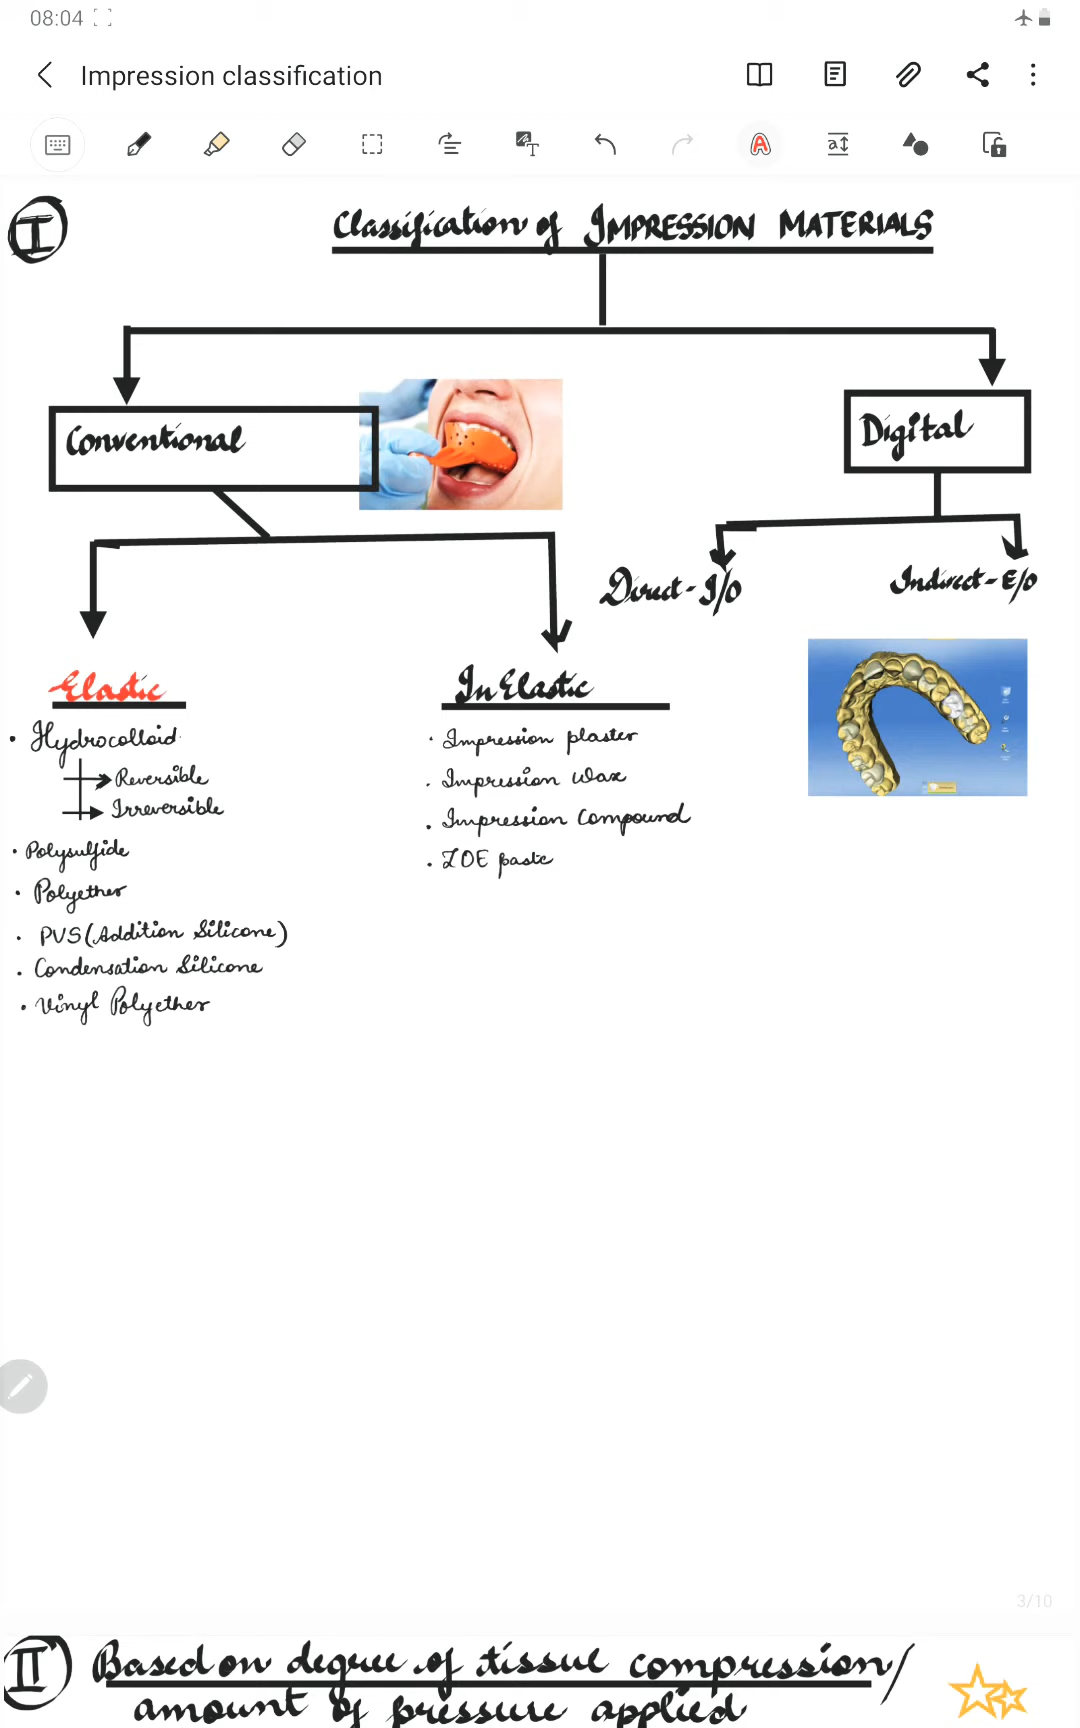 08:04
Impression classification
I
Classification of IMPRESSION MATERIALS
Conventional
Digital
Direct - I/O
Indirect - E/O
Elastic
• Hydrocolloid
Reversible
Irreversible
• Polysulfide
• Polyether
• PVS (Addition Silicone)
• Condensation Silicone
• Vinyl Polyether
InElastic
• Impression plaster
• Impression wax
• Impression Compound
• ZOE paste
3/10
II Based on degree of tissue compression/
amount of pressure applied